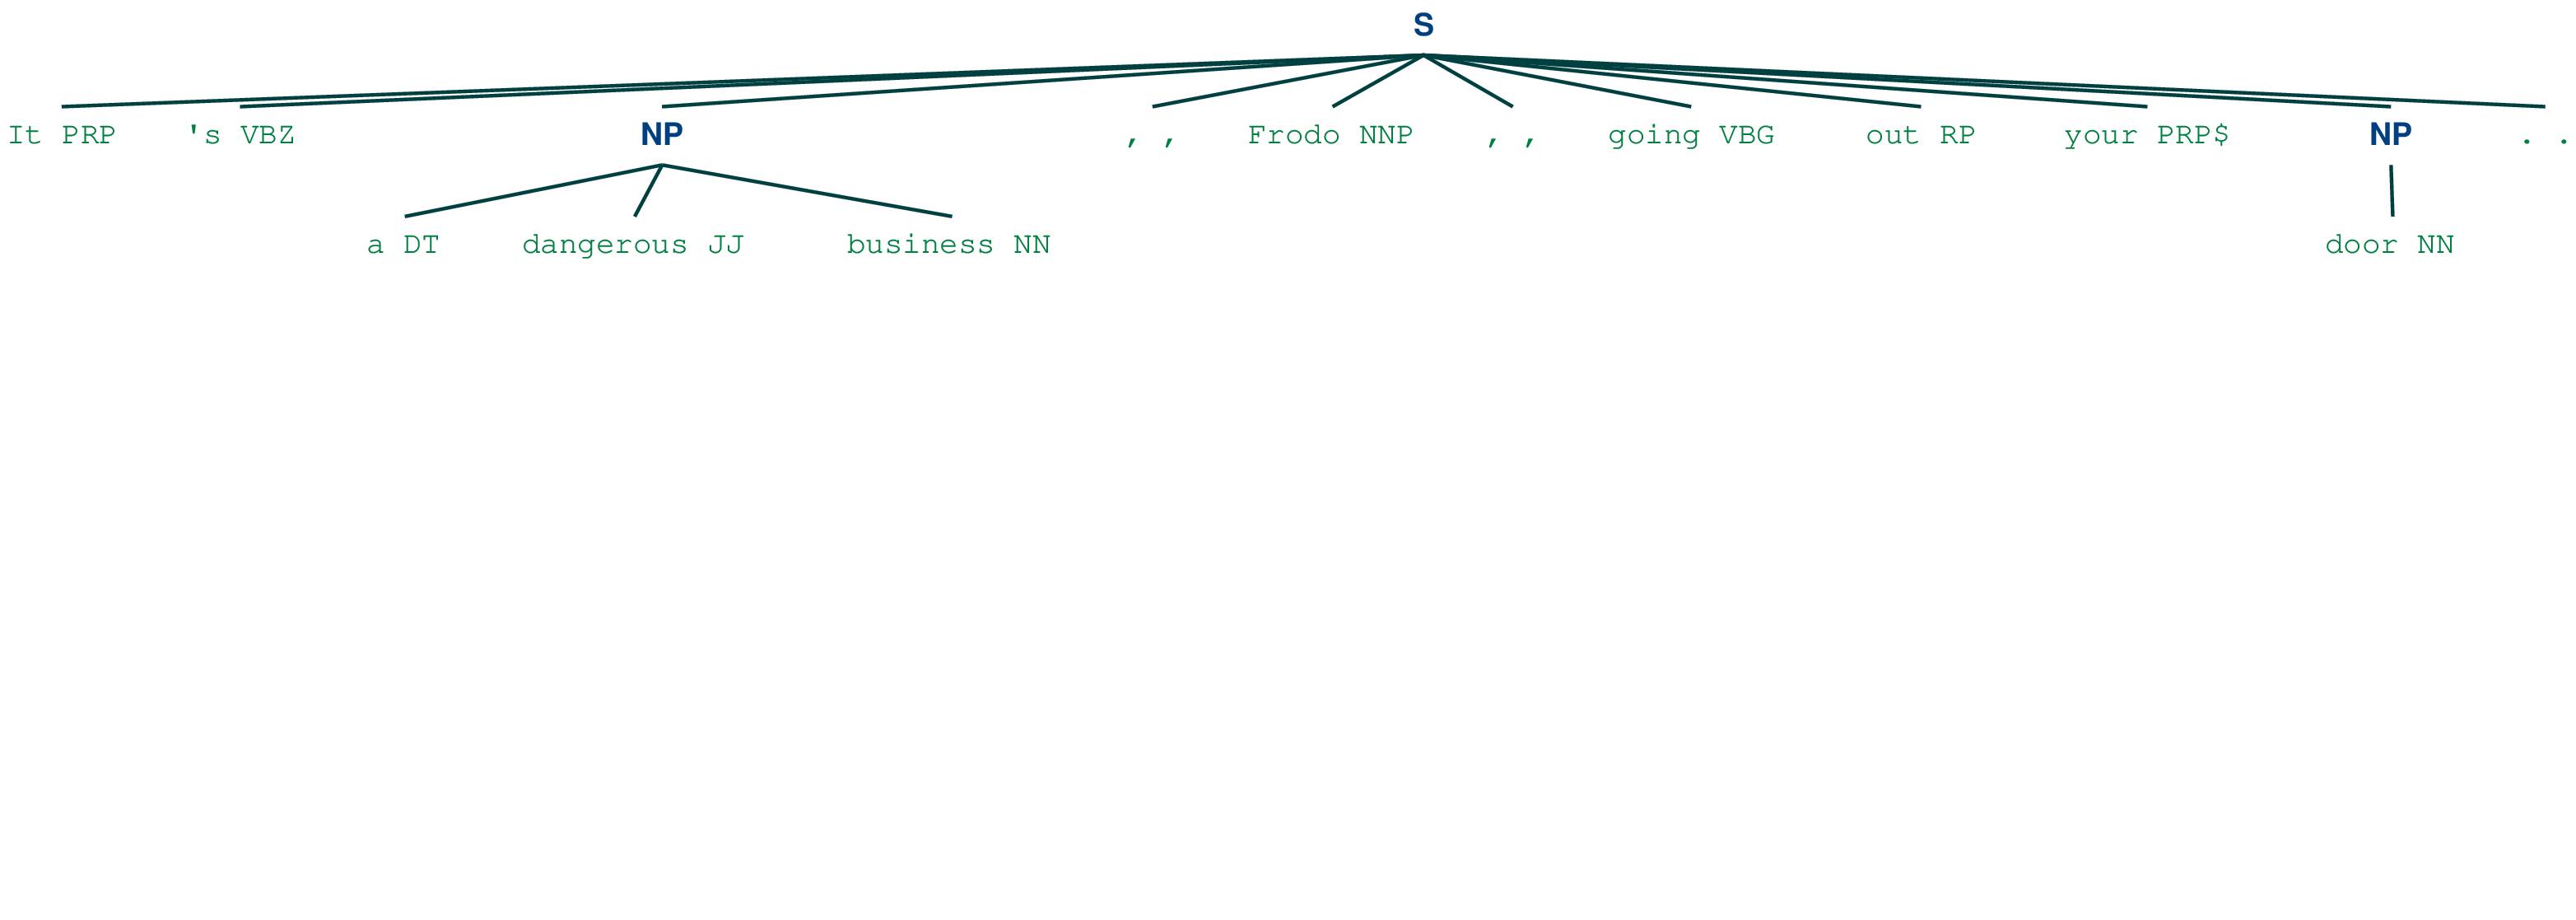 S
It PRP 's VBZ NP , , Frodo NNP , , going VBG out RP your PRP$ NP . .
a DT dangerous JJ business NN door NN